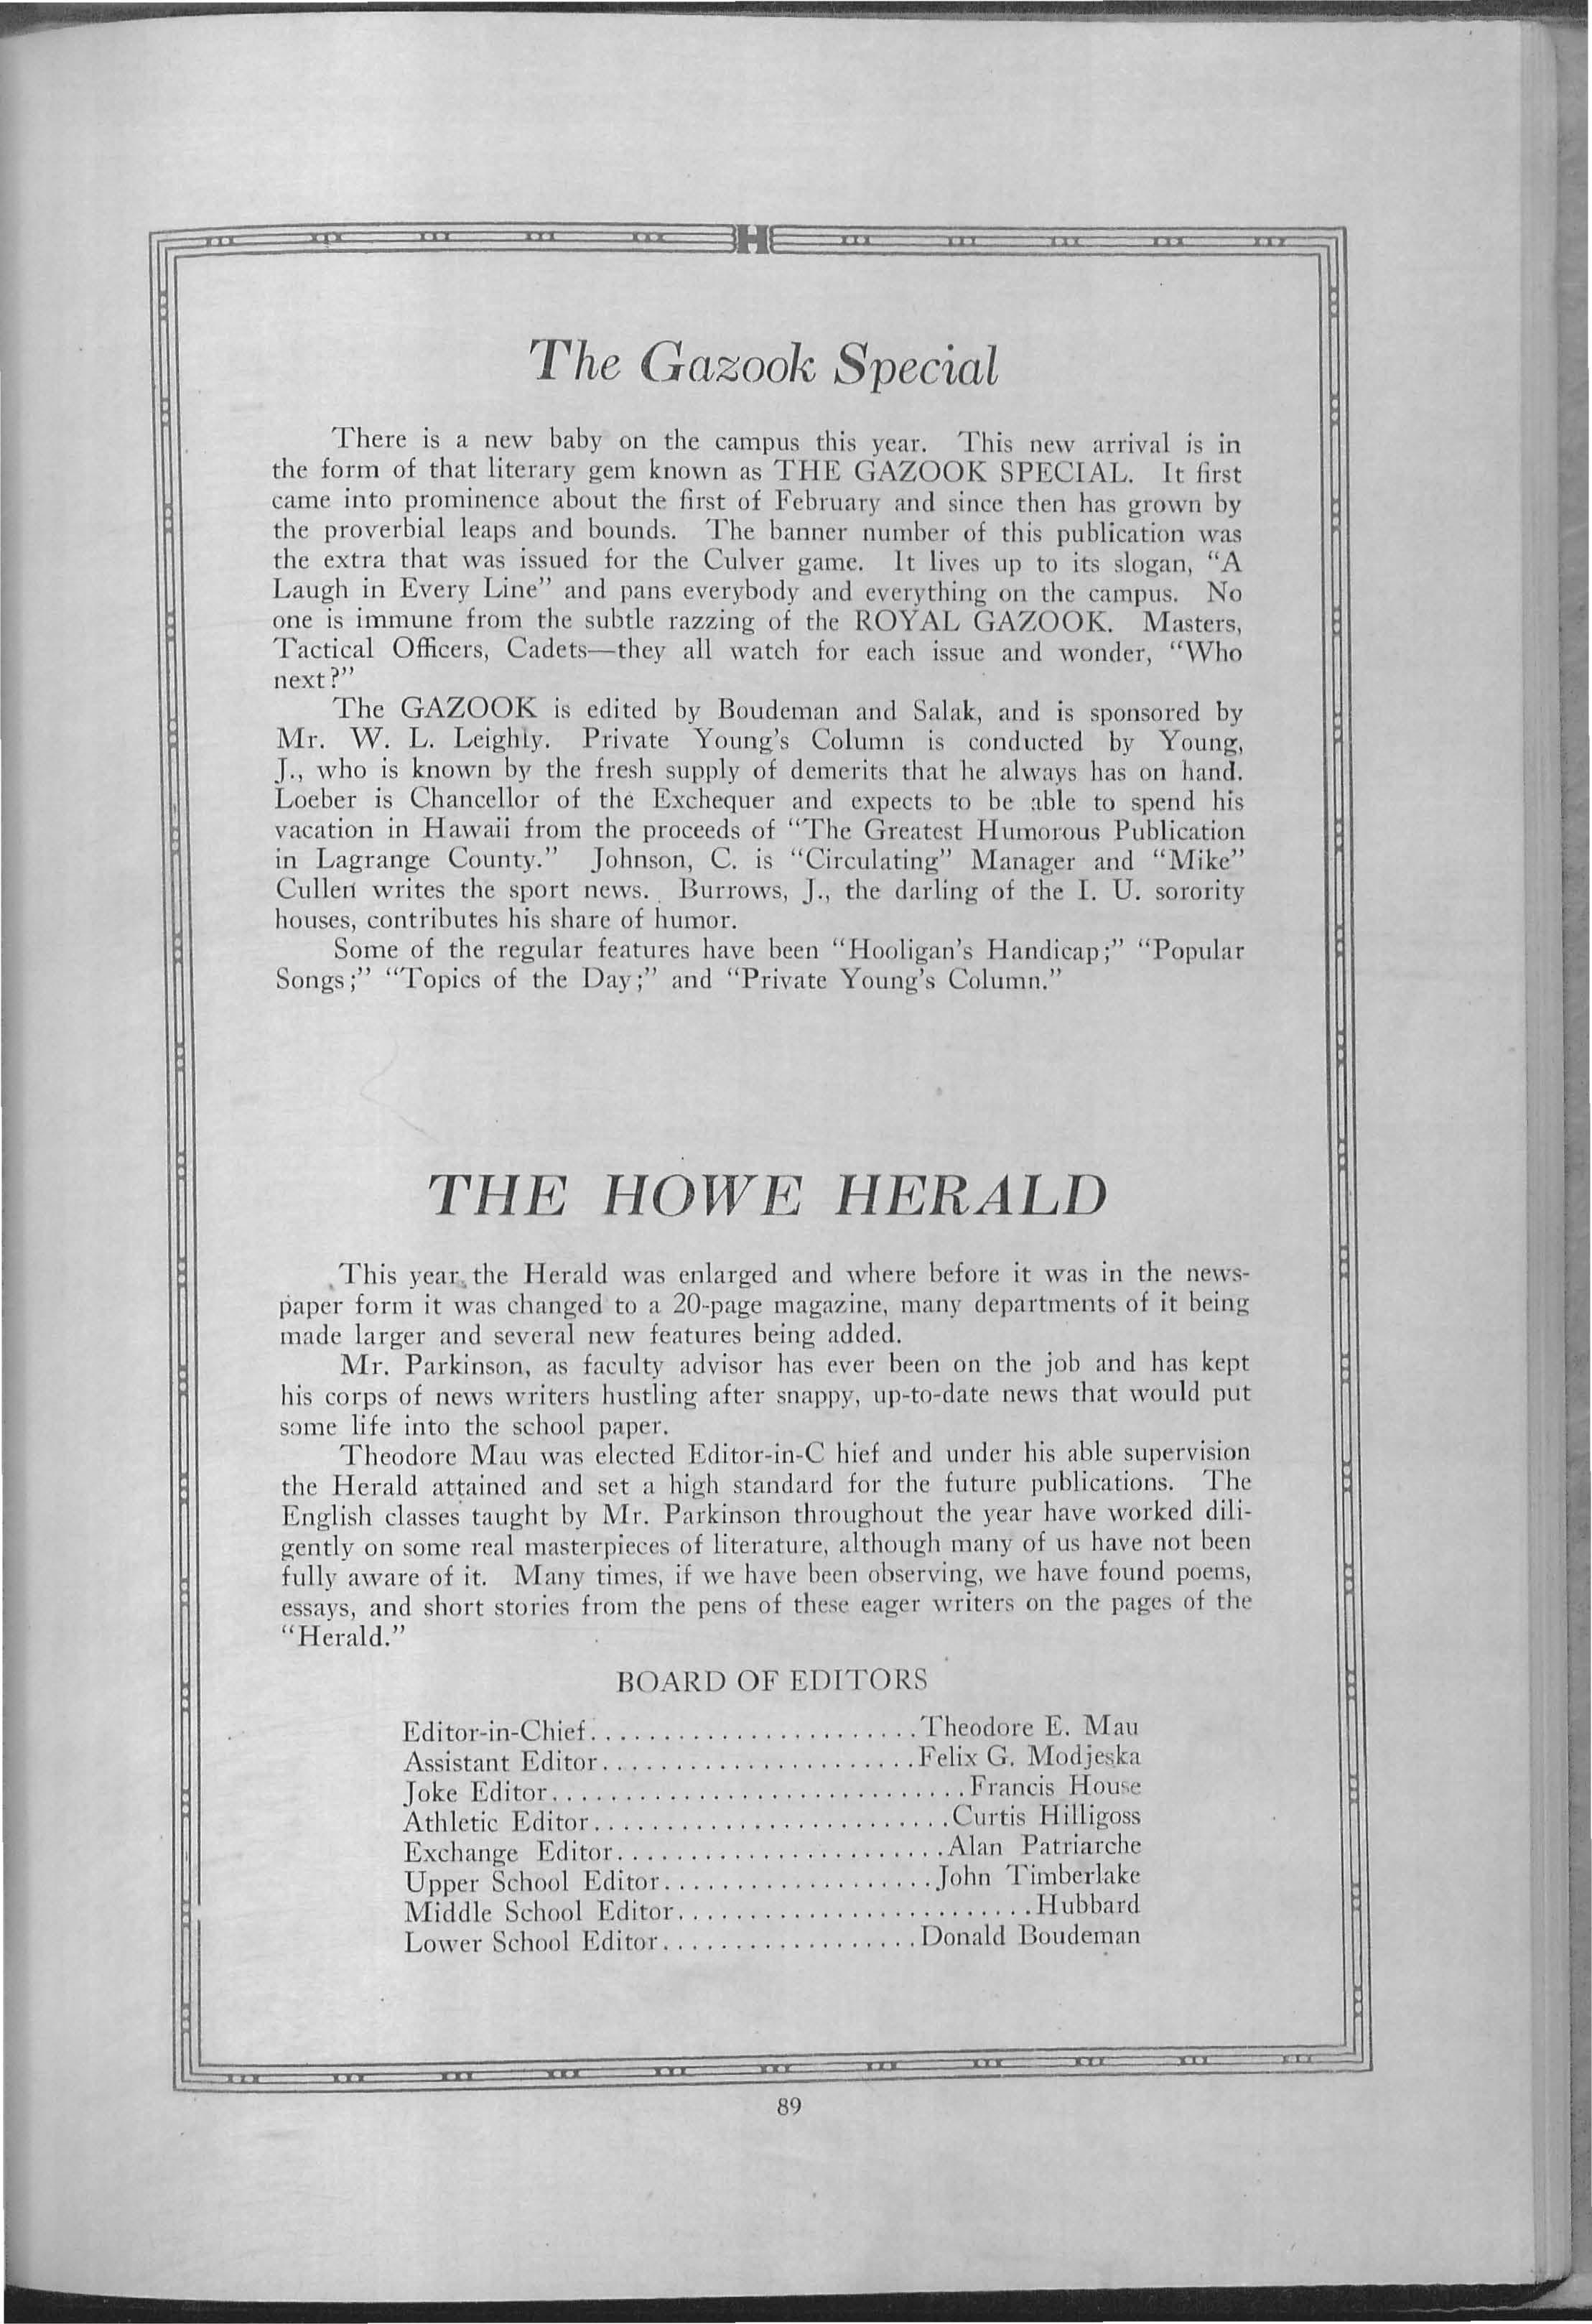 H
The Gazook Special
There is a new baby on the campus this year. This new arrival is in
the form of that literary gem known as THE GAZOOK SPECIAL. It first
came into prominence about the first of February and since then has grown by
the proverbial leaps and bounds. The banner number of this publication was
the extra that was issued for the Culver game. It lives up to its slogan, “A
Laugh in Every Line” and pans everybody and everything on the campus. No
one is immune from the subtle razzing of the ROYAL GAZOOK. Masters,
Tactical Officers, Cadets—they all watch for each issue and wonder, “Who
next?”
The GAZOOK is edited by Boudeman and Salak, and is sponsored by
Mr. W. L. Leighly. Private Young’s Column is conducted by Young,
J., who is known by the fresh supply of demerits that he always has on hand.
Loeber is Chancellor of the Exchequer and expects to be able to spend his
vacation in Hawaii from the proceeds of “The Greatest Humorous Publication
in Lagrange County.” Johnson, C. is “Circulating” Manager and “Mike”
Cullen writes the sport news. Burrows, J., the darling of the I. U. sorority
houses, contributes his share of humor.
Some of the regular features have been “Hooligan’s Handicap;” “Popular
Songs;” “Topics of the Day;” and “Private Young’s Column.”
THE HOWE HERALD
This year, the Herald was enlarged and where before it was in the news-
paper form it was changed to a 20-page magazine, many departments of it being
made larger and several new features being added.
Mr. Parkinson, as faculty advisor has ever been on the job and has kept
his corps of news writers hustling after snappy, up-to-date news that would put
some life into the school paper.
Theodore Mau was elected Editor-in-C hief and under his able supervision
the Herald attained and set a high standard for the future publications. The
English classes taught by Mr. Parkinson throughout the year have worked dili-
gently on some real masterpieces of literature, although many of us have not been
fully aware of it. Many times, if we have been observing, we have found poems,
essays, and short stories from the pens of these eager writers on the pages of the
“Herald.”
BOARD OF EDITORS
Editor-in-Chief.......................Theodore E. Mau
Assistant Editor......................Felix G. Modjeska
Joke Editor.............................Francis House
Athletic Editor.........................Curtis Hilligoss
Exchange Editor.......................Alan Patriarche
Upper School Editor...................John Timberlake
Middle School Editor.........................Hubbard
Lower School Editor..................Donald Boudeman
89